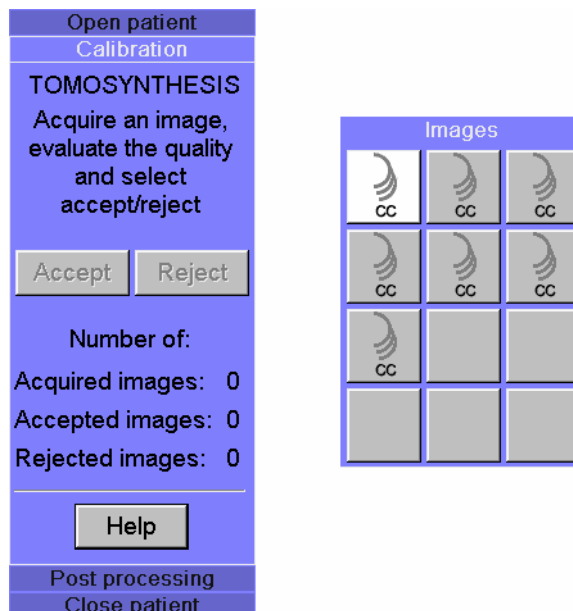 Open patient
Calibration
TOMOSYNTHESIS
Acquire an image,
evaluate the quality
and select
accept/reject
Accept Reject
Number of:
Acquired images: 0
Accepted images: 0
Rejected images: 0
Help
Post processing
Close patient
Images
CC CC CC
CC CC CC
CC